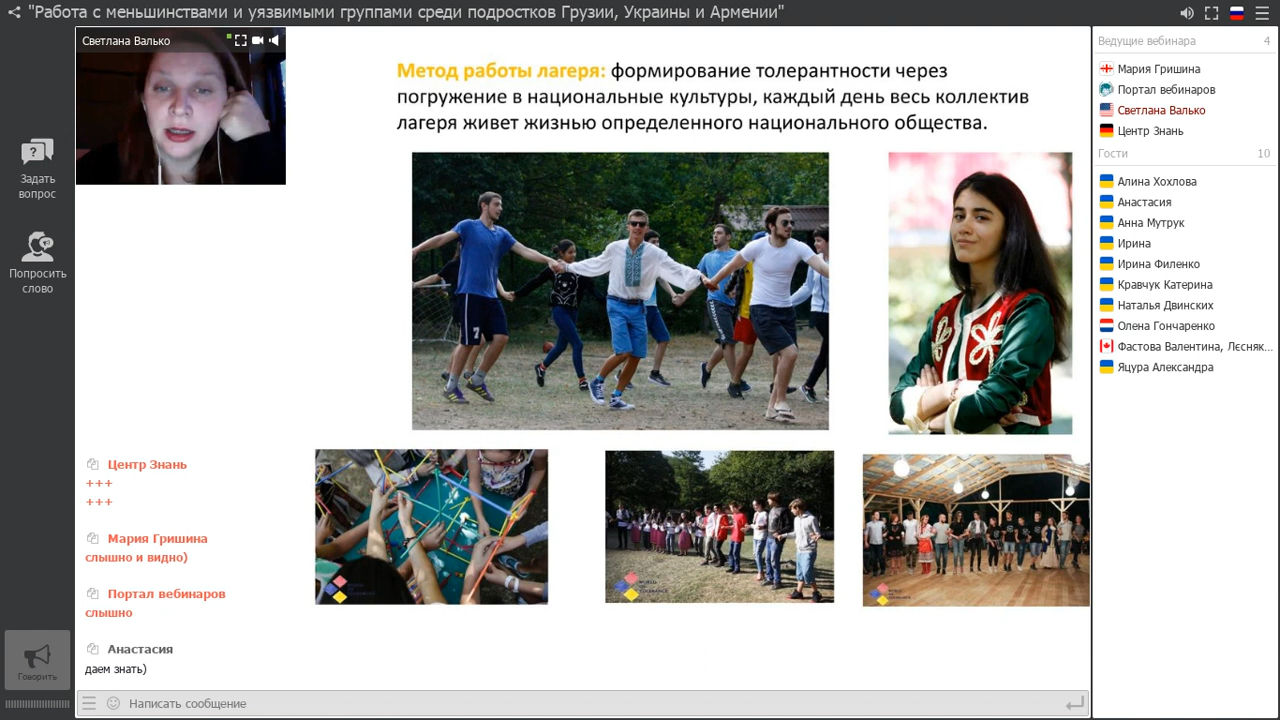 "Работа с меньшинствами и уязвимыми группами среди подростков Грузии, Украины и Армении"
Светлана Валько
Задать
вопрос
Попросить
слово
Говорить
Метод работы лагеря: формирование толерантности через
погружение в национальные культуры, каждый день весь коллектив
лагеря живет жизнью определенного национального общества.
7
Центр Знань
+++
+++
Мария Гришина
слышно и видно)
Портал вебинаров
слышно
Анастасия
даем знать)
Написать сообщение
Ведущие вебинара 4
Мария Гришина
Портал вебинаров
Светлана Валько
Центр Знань
Гости 10
Алина Хохлова
Анастасия
Анна Мутрук
Ирина
Ирина Филенко
Кравчук Катерина
Наталья Двинских
Олена Гончаренко
Фастова Валентина, Лєсняк...
Яцура Александра